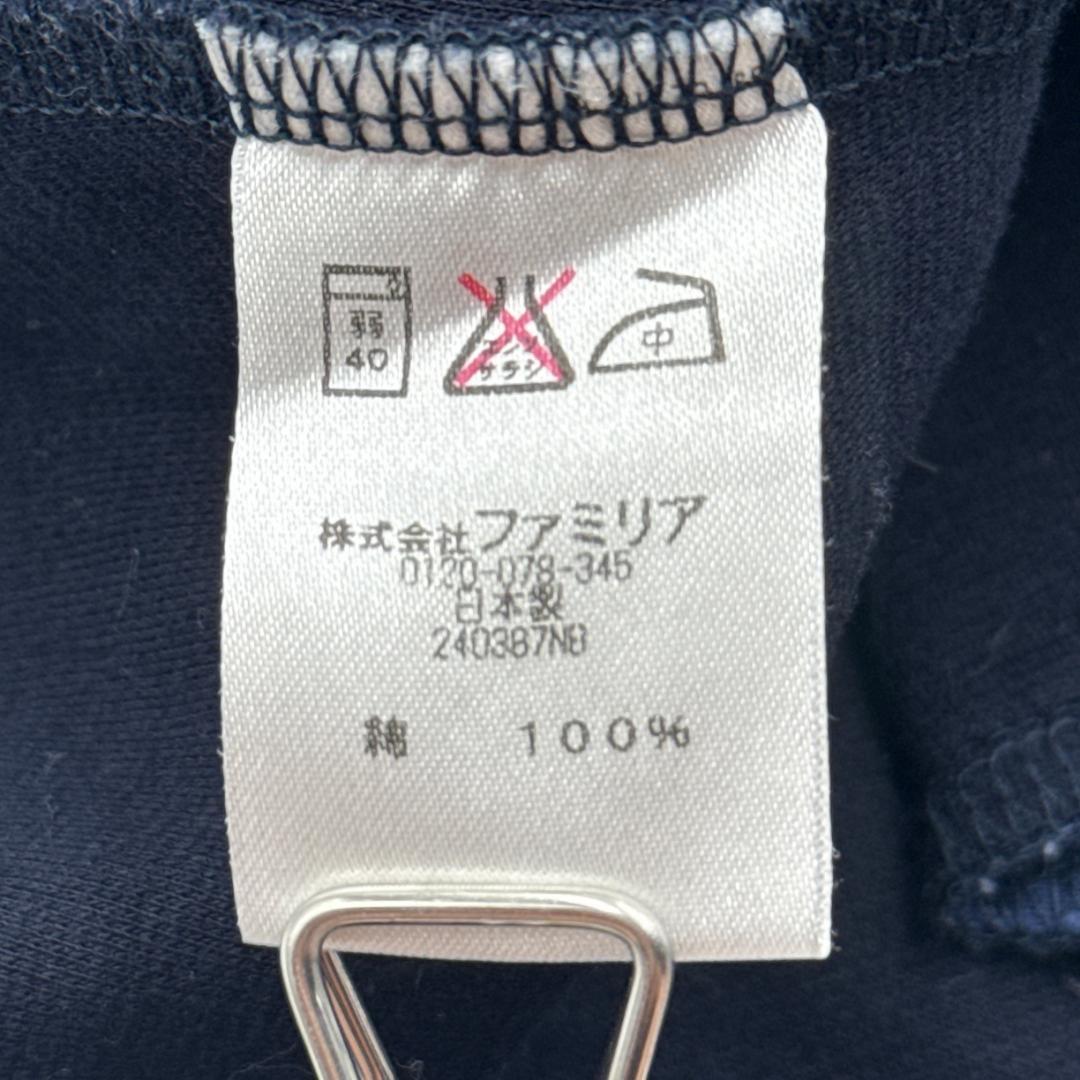 弱
40
エンソ
サラシ
中
株式会社ファミリア
0120-078-345
日本製
240387NB
綿 100%